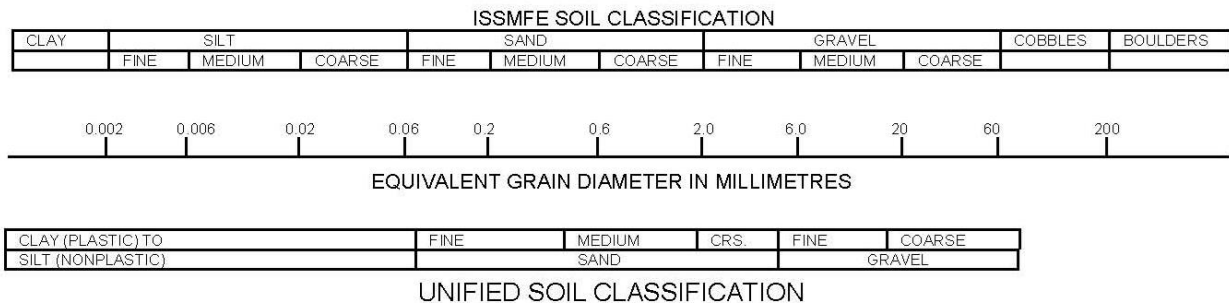 ISSMFE SOIL CLASSIFICATION
CLAY SILT SAND GRAVEL COBBLES BOULDERS
FINE MEDIUM COARSE FINE MEDIUM COARSE FINE MEDIUM COARSE
0.002 0.006 0.02 0.06 0.2 0.6 2.0 6.0 20 60 200
EQUIVALENT GRAIN DIAMETER IN MILLIMETRES
CLAY (PLASTIC) TO FINE MEDIUM CRS. FINE COARSE
SILT (NONPLASTIC) SAND GRAVEL
UNIFIED SOIL CLASSIFICATION